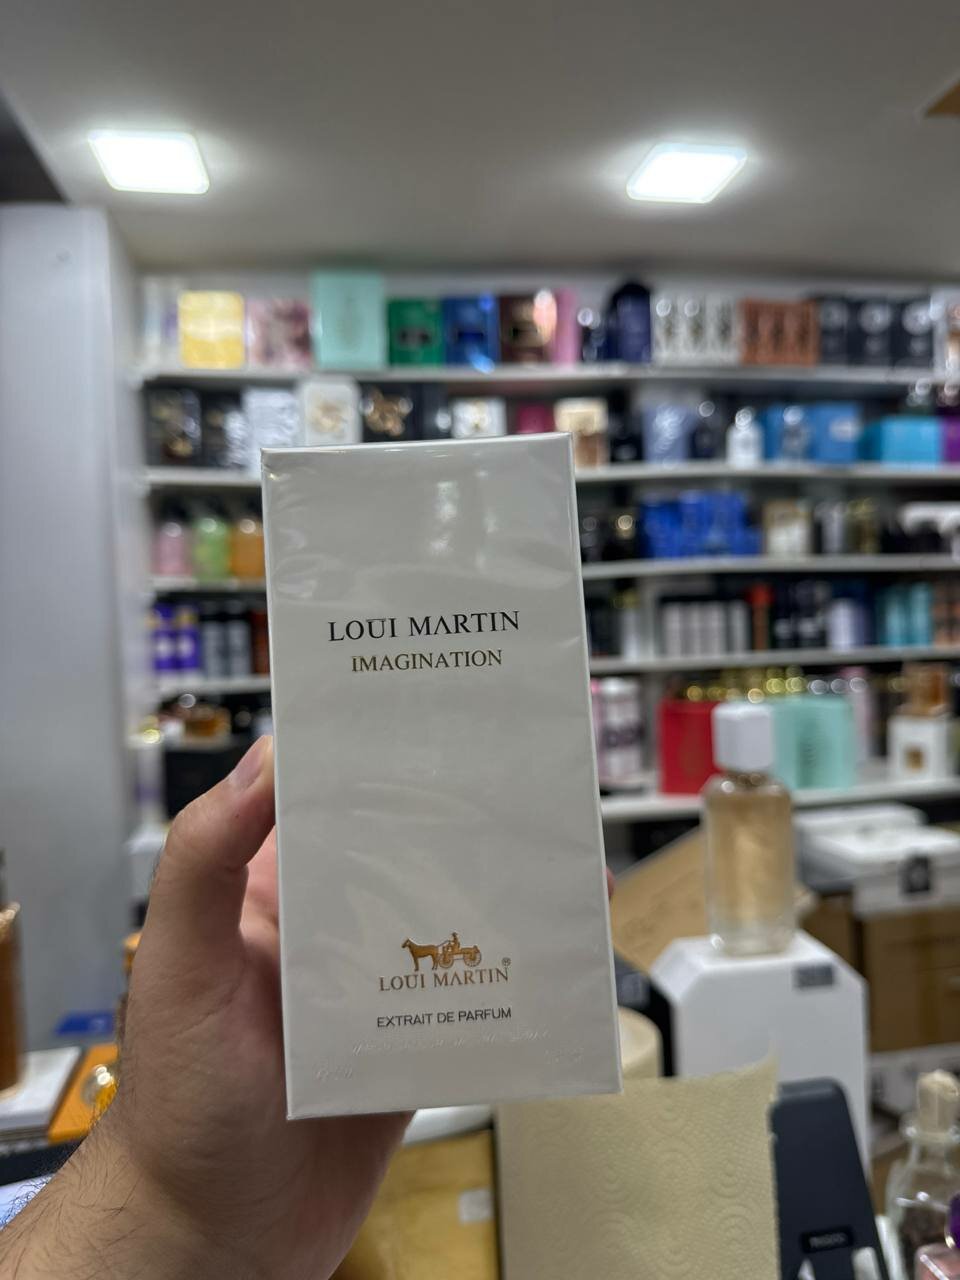 LOUI MARTIN
IMAGINATION
LOUI MARTIN®
EXTRAIT DE PARFUM